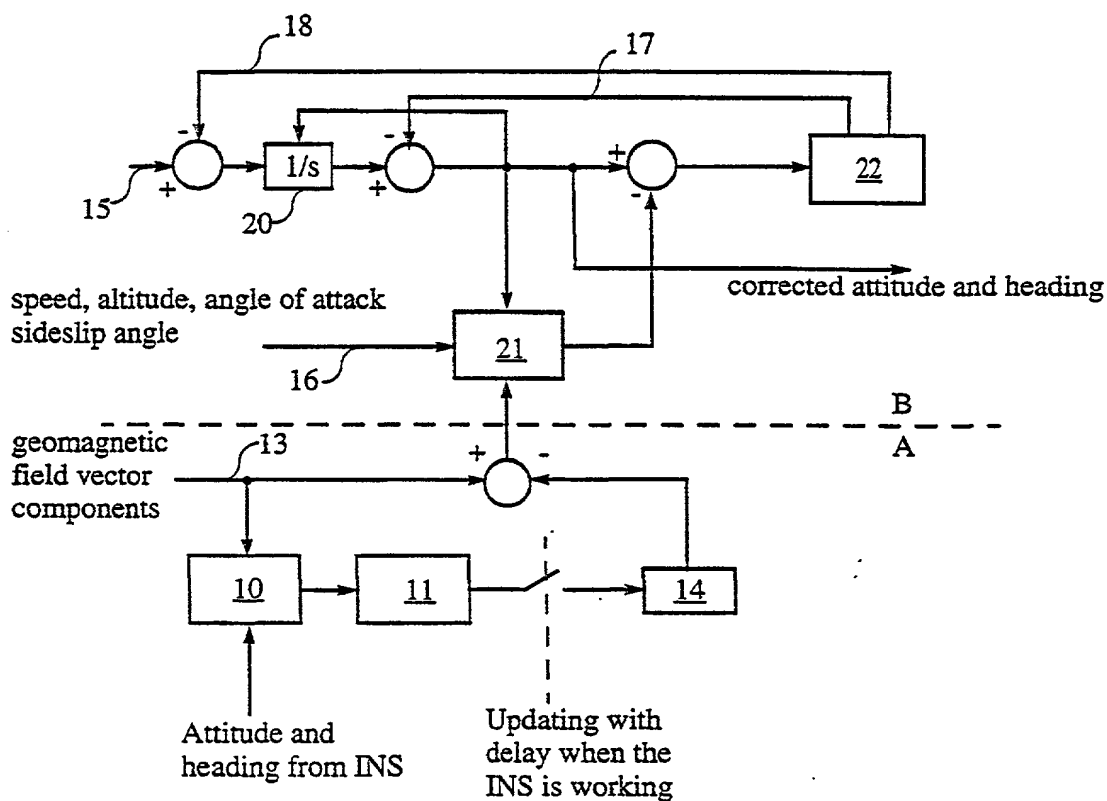 18
17
-
-
+
15
1/s
20
+
+
-
22
corrected attitude and heading
speed, altitude, angle of attack
sideslip angle
16
21
B
A
geomagnetic
field vector
components
13
+
-
10
11
14
Attitude and
heading from INS
Updating with
delay when the
INS is working